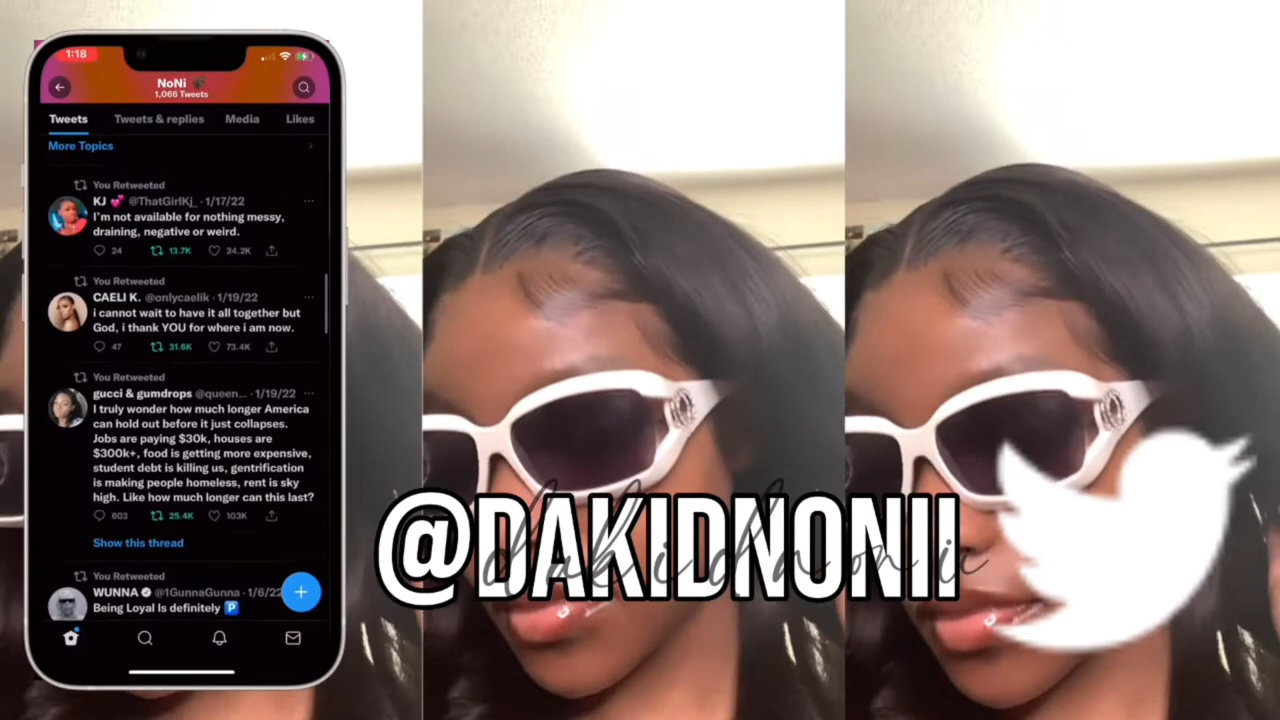 1:18
NoNi
1,066 Tweets
Tweets Tweets & replies Media Likes
More Topics
You Retweeted
KJ 💕 @ThatGirlKj_ · 1/17/22 ...
I'm not available for nothing messy,
draining, negative or weird.
24 13.7K 24.2K
You Retweeted
CAELI K. @onlycaelik · 1/19/22 ...
i cannot wait to have it all together but
God, i thank YOU for where i am now.
47 31.6K 73.4K
You Retweeted
gucci & gumdrops @queen... · 1/19/22 ...
I truly wonder how much longer America
can hold out before it just collapses.
Jobs are paying $30k, houses are
$300k+, food is getting more expensive,
student debt is killing us, gentrification
is making people homeless, rent is sky
high. Like how much longer can this last?
603 25.4K 103K
Show this thread
You Retweeted
WUNNA @1GunnaGunna · 1/6/22
Being Loyal Is definitely 🅿️
@DAKIDNONII
dakidnonii